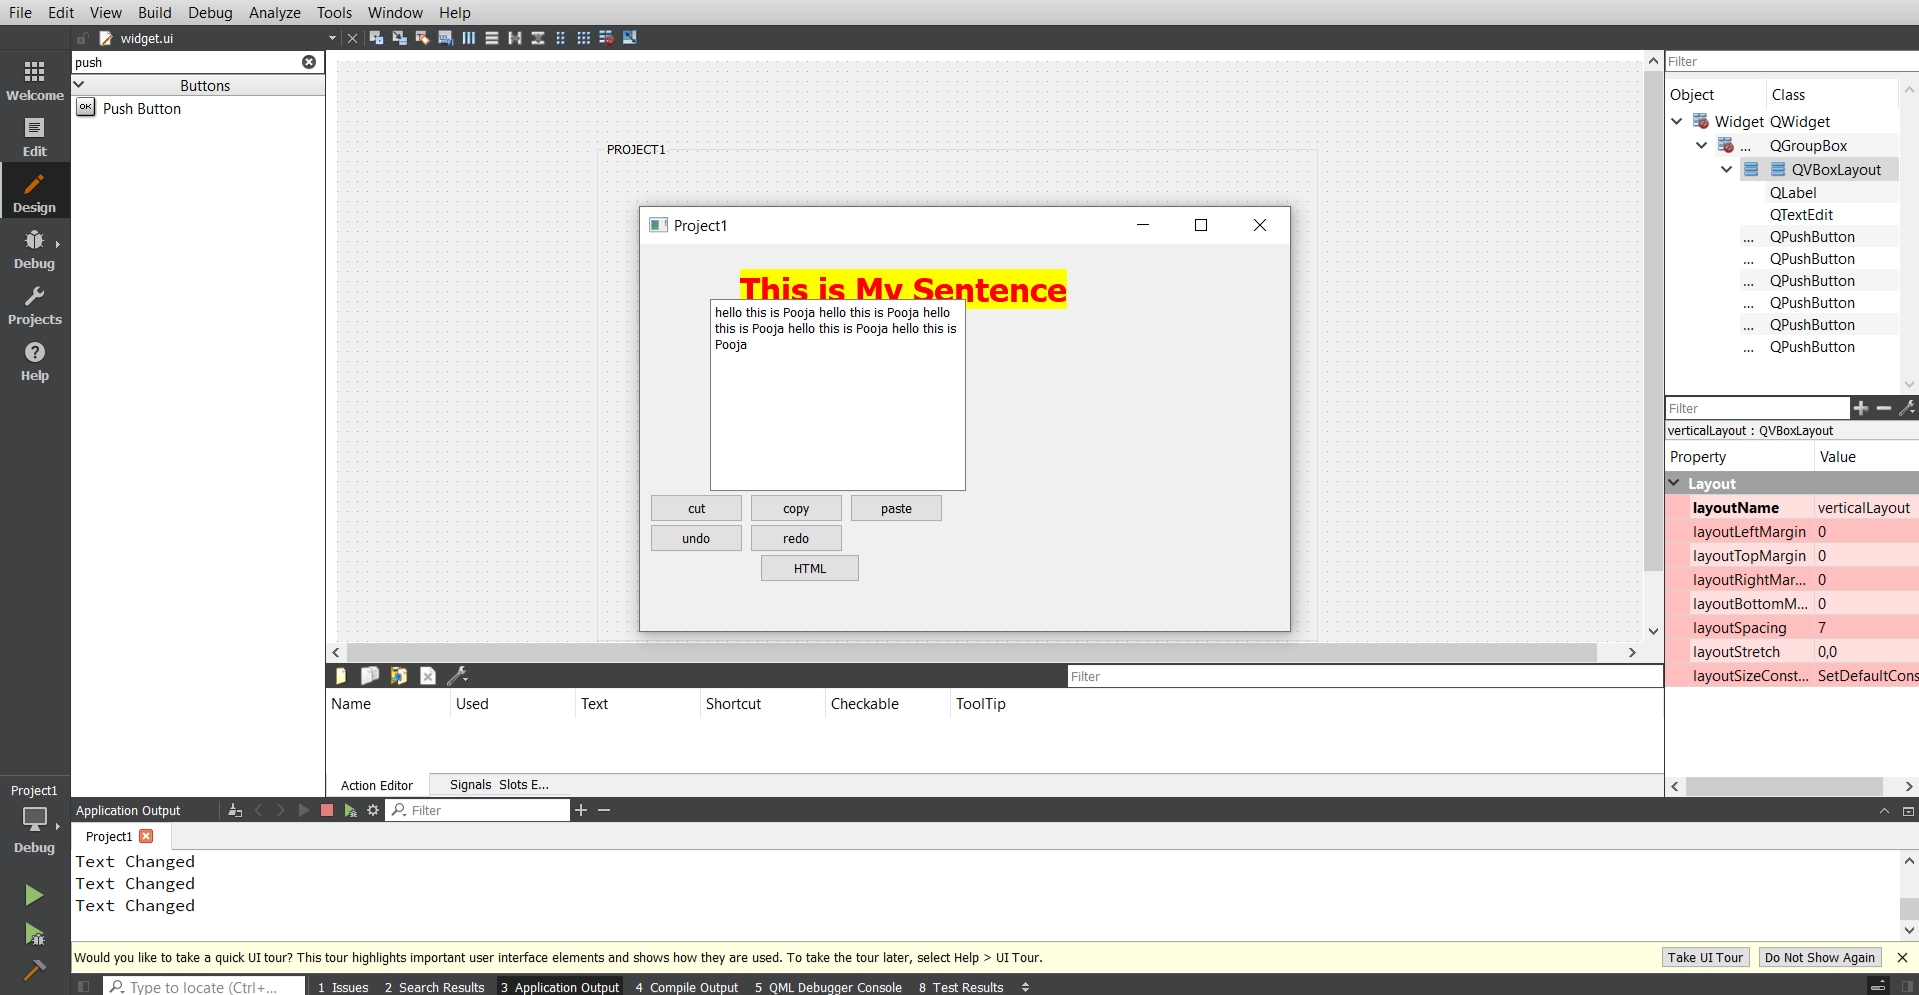 File Edit View Build Debug Analyze Tools Window Help
widget.ui
push
Buttons
OK Push Button
Welcome
Edit
Design
Debug
Projects
Help
PROJECT1
Project1
This is My Sentence
hello this is Pooja hello this is Pooja hello
this is Pooja hello this is Pooja hello this is
Pooja
cut copy paste
undo redo
HTML
Filter
Object Class
Widget QWidget
... QGroupBox
QVBoxLayout
QLabel
QTextEdit
... QPushButton
... QPushButton
... QPushButton
... QPushButton
... QPushButton
... QPushButton
Filter
verticalLayout : QVBoxLayout
Property Value
Layout
layoutName verticalLayout
layoutLeftMargin 0
layoutTopMargin 0
layoutRightMar... 0
layoutBottomM... 0
layoutSpacing 7
layoutStretch 0,0
layoutSizeConst... SetDefaultCons
Filter
Name Used Text Shortcut Checkable ToolTip
Action Editor Signals Slots E...
Project1
Debug
Application Output Filter
Project1
Text Changed
Text Changed
Text Changed
Would you like to take a quick UI tour? This tour highlights important user interface elements and shows how they are used. To take the tour later, select Help > UI Tour. Take UI Tour Do Not Show Again
Type to locate (Ctrl+... 1 Issues 2 Search Results 3 Application Output 4 Compile Output 5 QML Debugger Console 8 Test Results